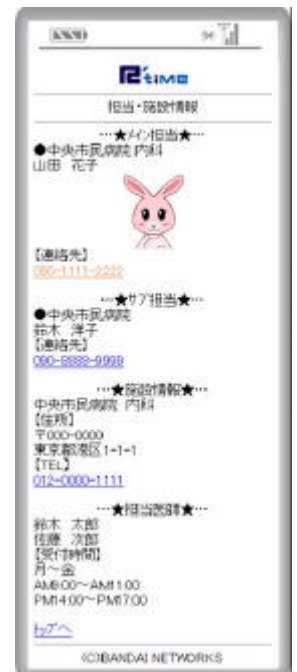 R'time
担当・施設情報
…★メイン担当★…
●中央市民病院 内科
山田 花子
【連絡先】
090-1111-2222
…★サブ担当★…
●中央市民病院
鈴木 洋子
【連絡先】
090-8888-9999
…★施設情報★…
中央市民病院 内科
【住所】
〒000-0000
東京都港区1-1-1
【TEL】
012-0000-1111
…★担当医師★…
鈴木 太郎
佐藤 次郎
【受付時間】
月～金
AM9:00～AM11:00
PM14:00～PM17:00
トップへ
(C)BANDAI NETWORKS